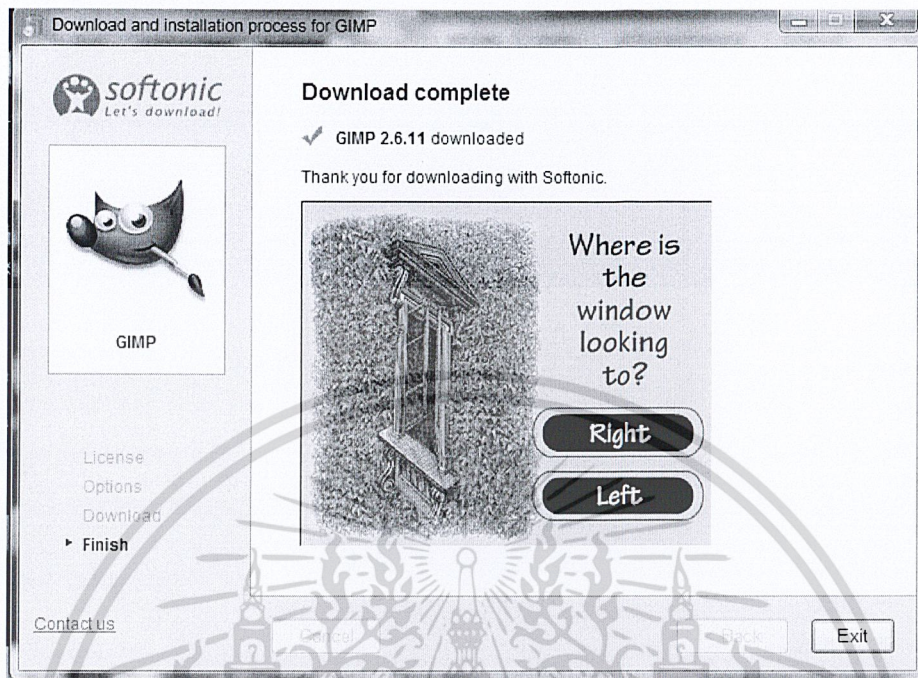 Download and installation process for GIMP
softonic
Let's download!
GIMP
License
Options
Download
Finish
Contact us
Download complete
GIMP 2.6.11 downloaded
Thank you for downloading with Softonic.
Where is
the
window
looking
to?
Right
Left
Cancel
Back
Exit